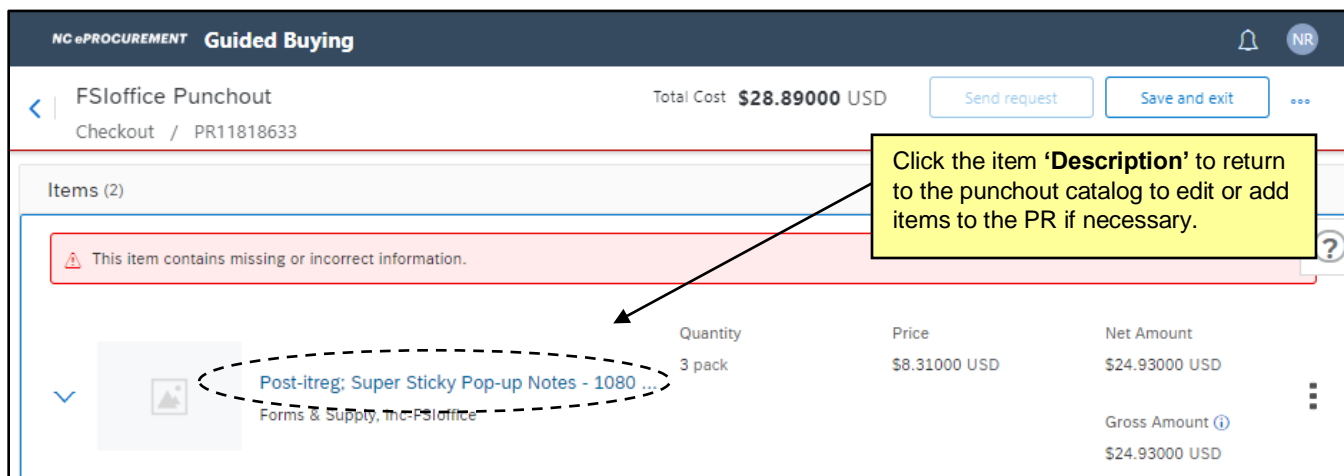 NC ePROCUREMENT Guided Buying
NR
FSIoffice Punchout
Total Cost $28.89000 USD
Send request
Save and exit
Checkout / PR11818633
Click the item ‘Description’ to return
to the punchout catalog to edit or add
items to the PR if necessary.
Items (2)
This item contains missing or incorrect information.
?
Quantity
Price
Net Amount
3 pack
$8.31000 USD
$24.93000 USD
Post-itreg; Super Sticky Pop-up Notes - 1080 ...
Forms & Supply, Inc-FSIoffice
Gross Amount
$24.93000 USD